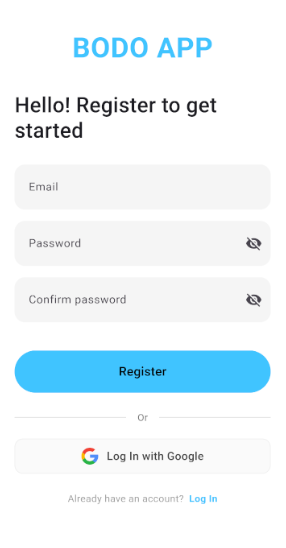 BODO APP
Hello! Register to get
started
Email
Password
Confirm password
Register
Or
Log In with Google
Already have an account? Log In